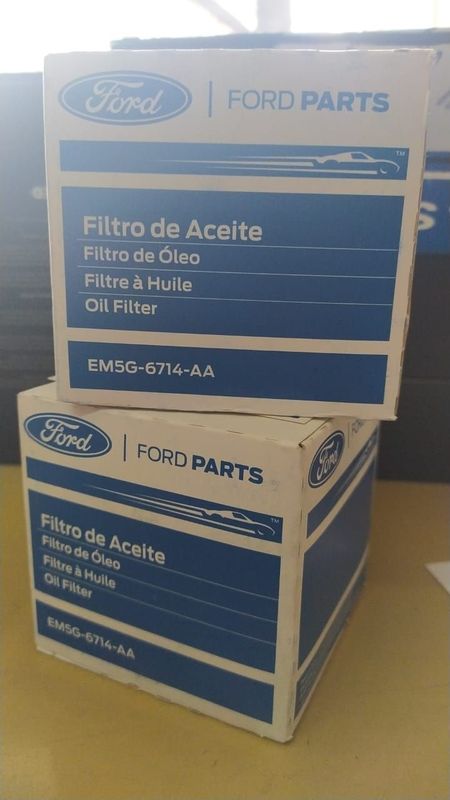 Ford | FORD PARTS
TM
Filtro de Aceite
Filtro de Óleo
Filtre à Huile
Oil Filter
EM5G-6714-AA
Ford | FORD PARTS
TM
Filtro de Aceite
Filtro de Óleo
Filtre à Huile
Oil Filter
EM5G-6714-AA
Ford
S